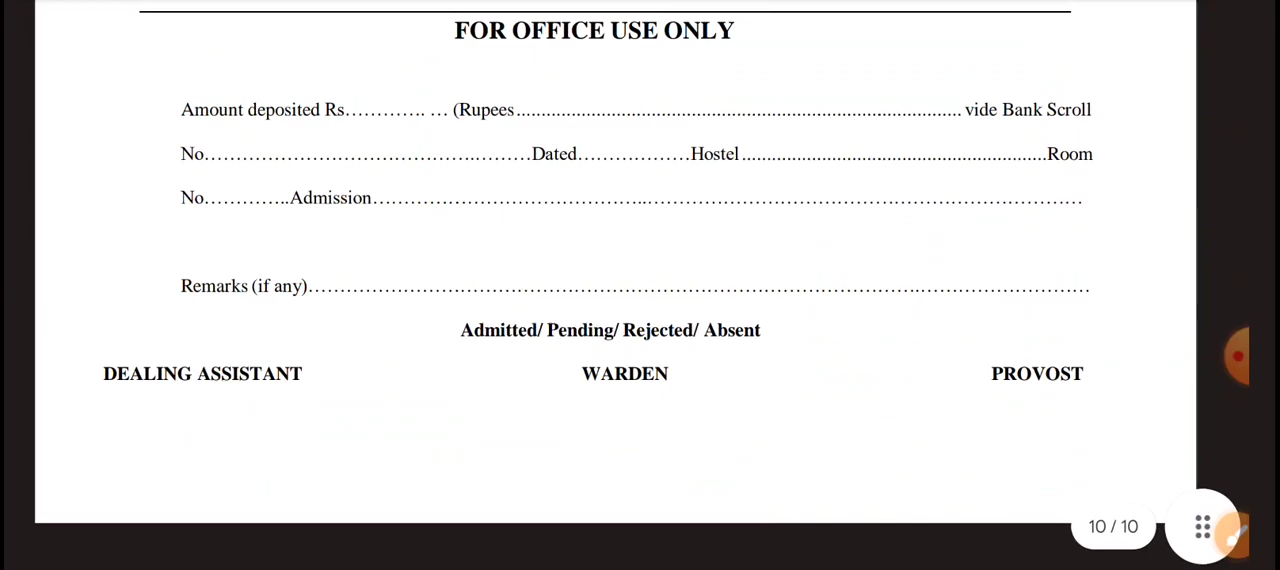 FOR OFFICE USE ONLY
Amount deposited Rs…………. … (Rupees.......................................................................................... vide Bank Scroll
No…………………………………………………Dated………………Hostel..............................................................Room
No…………..Admission……………………………………………………………………………………………………
Remarks (if any)……………………………………………………………………………………………………………
Admitted/ Pending/ Rejected/ Absent
DEALING ASSISTANT WARDEN PROVOST
10 / 10